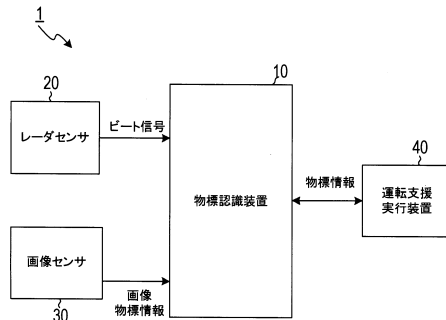 1
20
レーダセンサ
ビート信号
10
物標認識装置
40
物標情報
運転支援
実行装置
画像センサ
30
画像
物標情報